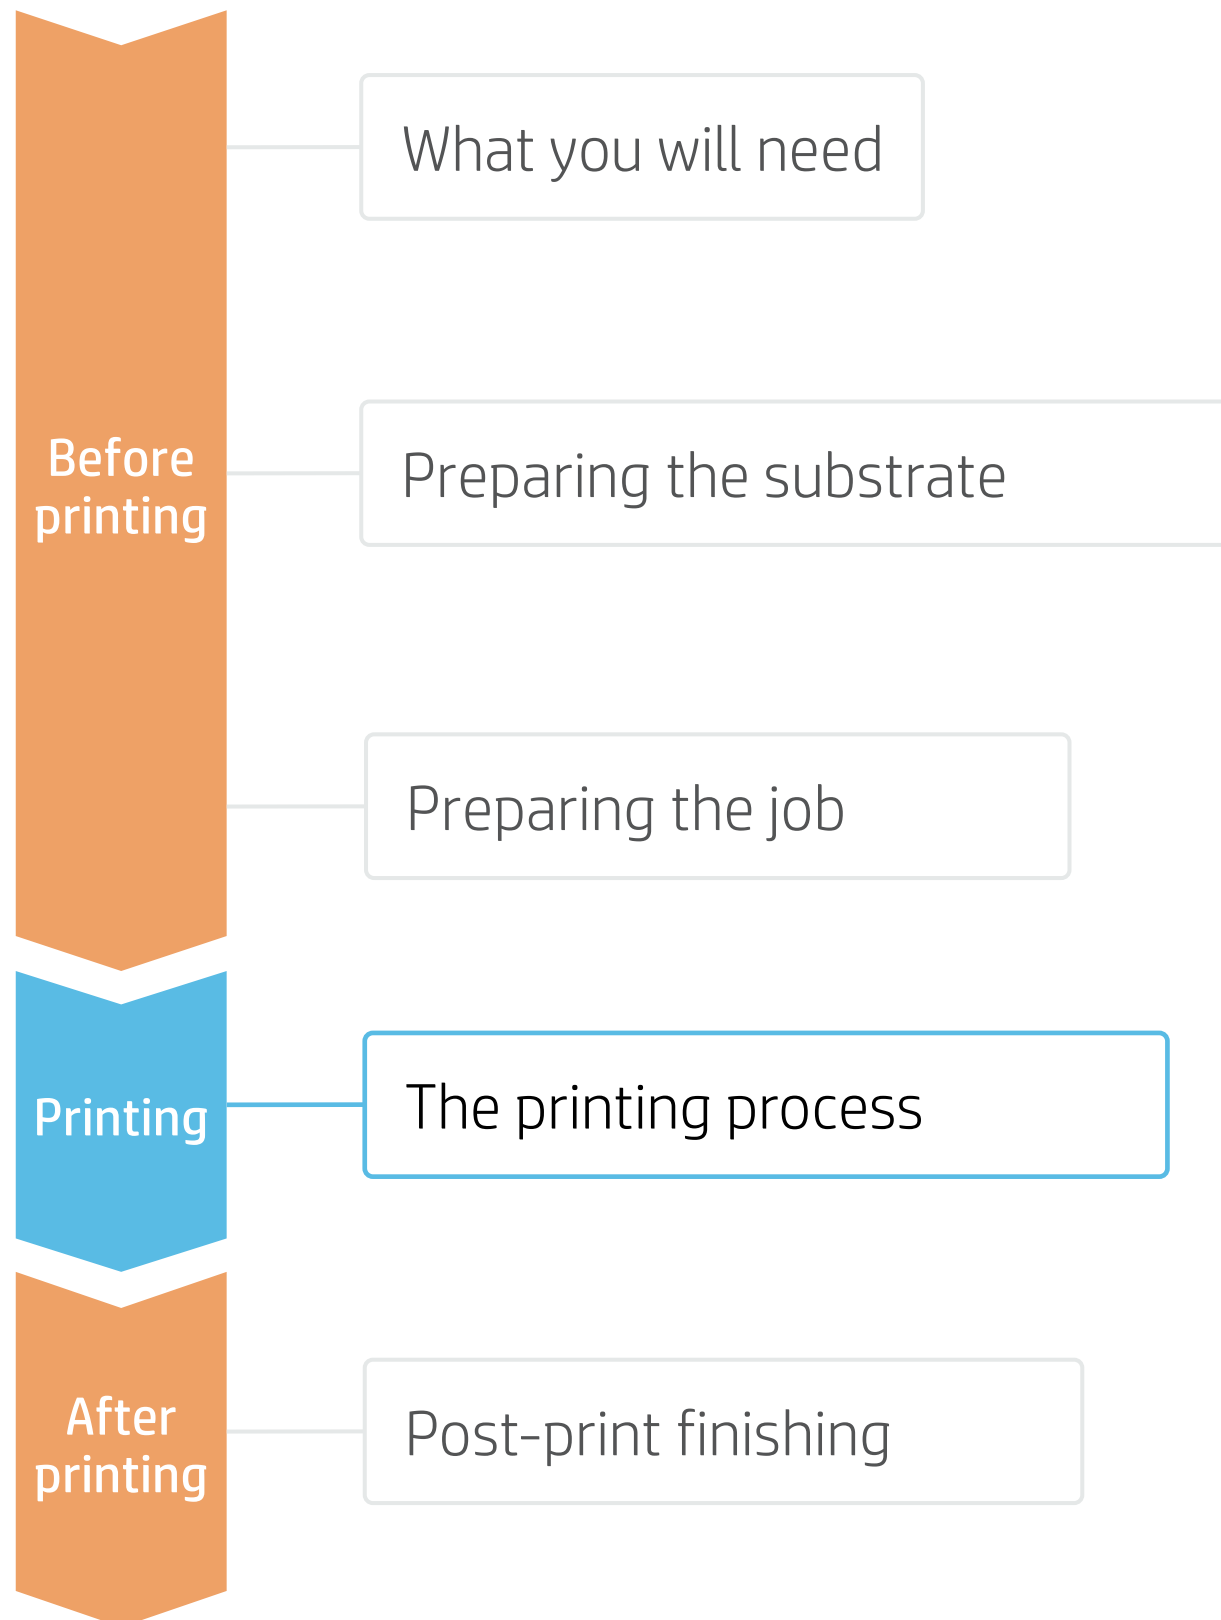 What you will need
Before
printing
Preparing the substrate
Preparing the job
Printing
The printing process
After
printing
Post-print finishing